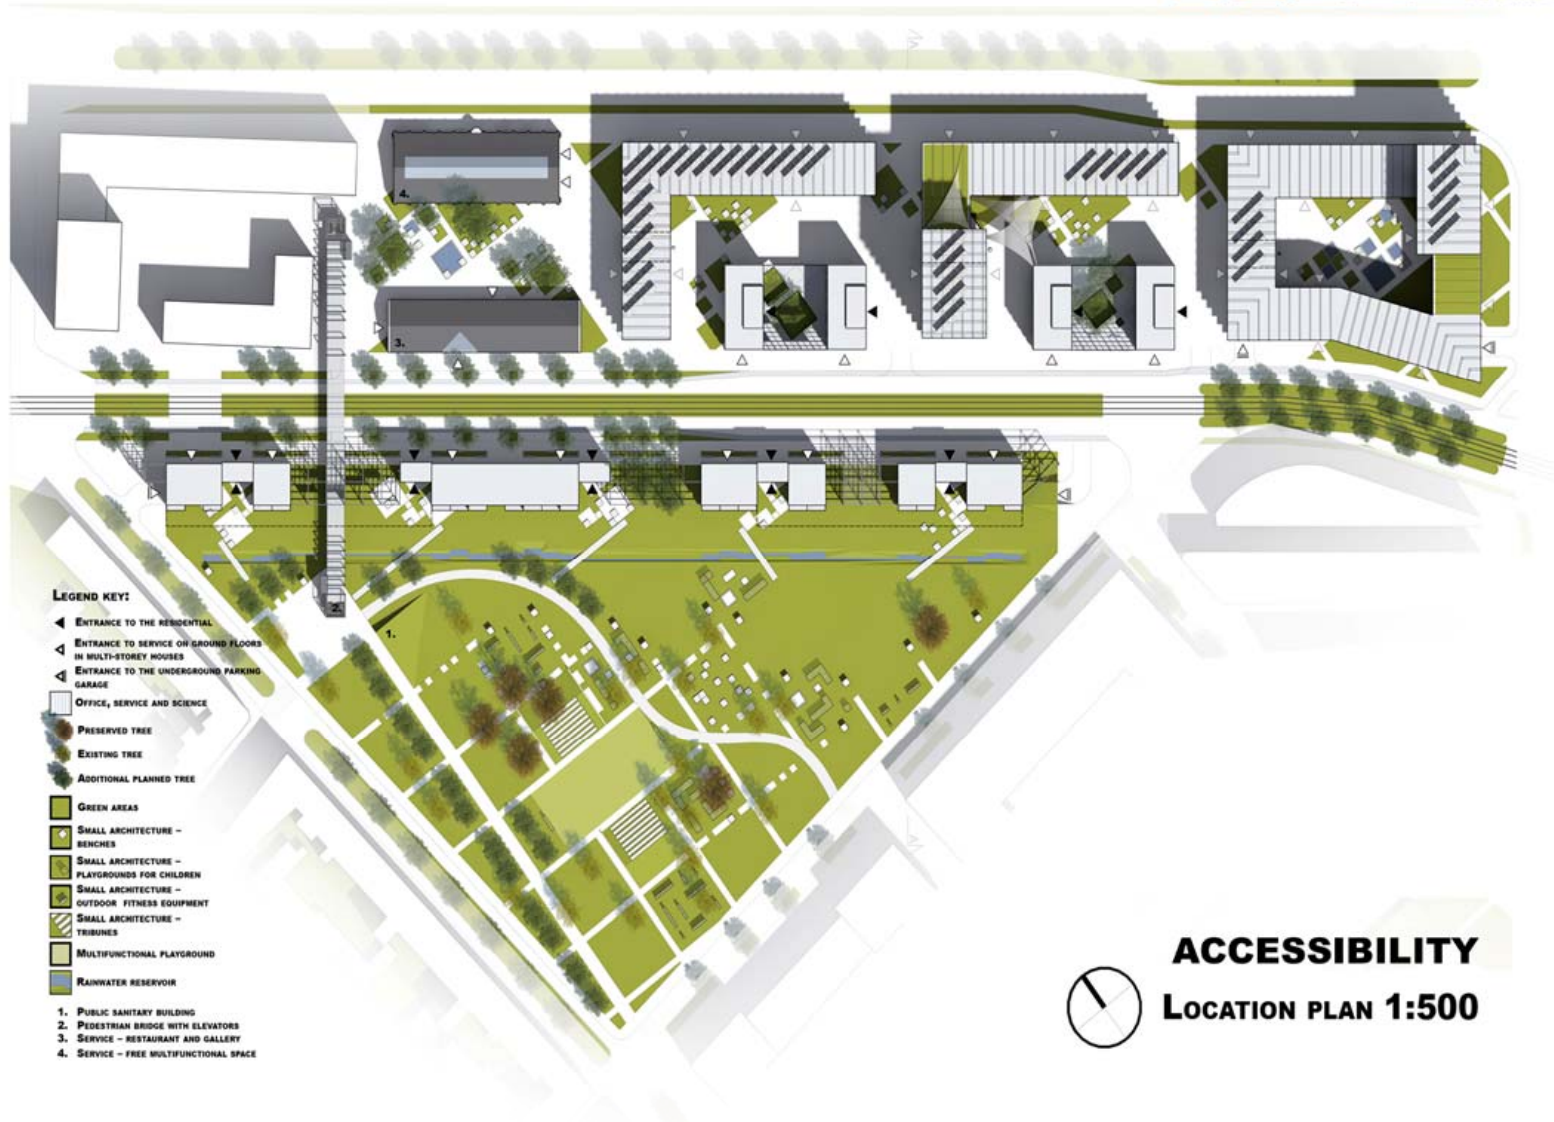 4.
3.
2.
1.
Legend key:
Entrance to the residential
Entrance to service on ground floors
in multi-storey houses
Entrance to the underground parking
garage
Office, service and science
Preserved tree
Existing tree
Additional planned tree
Green areas
Small architecture –
benches
Small architecture –
playgrounds for children
Small architecture –
outdoor fitness equipment
Small architecture –
tribunes
Multifunctional playground
Rainwater reservoir
1. Public sanitary building
2. Pedestrian bridge with elevators
3. Service – restaurant and gallery
4. Service – free multifunctional space
ACCESSIBILITY
Location plan 1:500